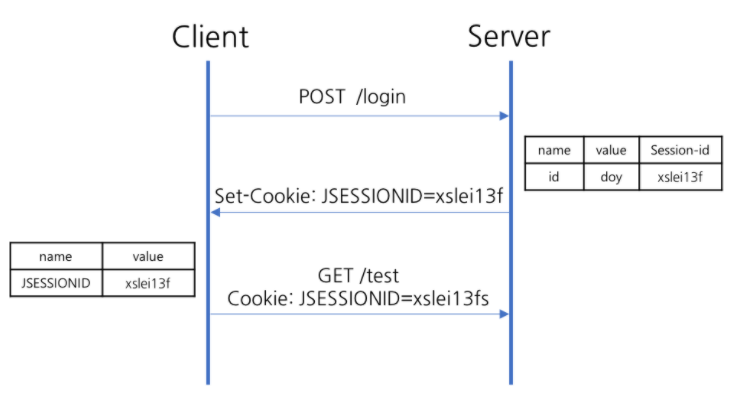 Client Server
POST /login
name value Session-id
id doy xslei13f
Set-Cookie: JSESSIONID=xslei13f
name value
JSESSIONID xslei13f
GET /test
Cookie: JSESSIONID=xslei13fs